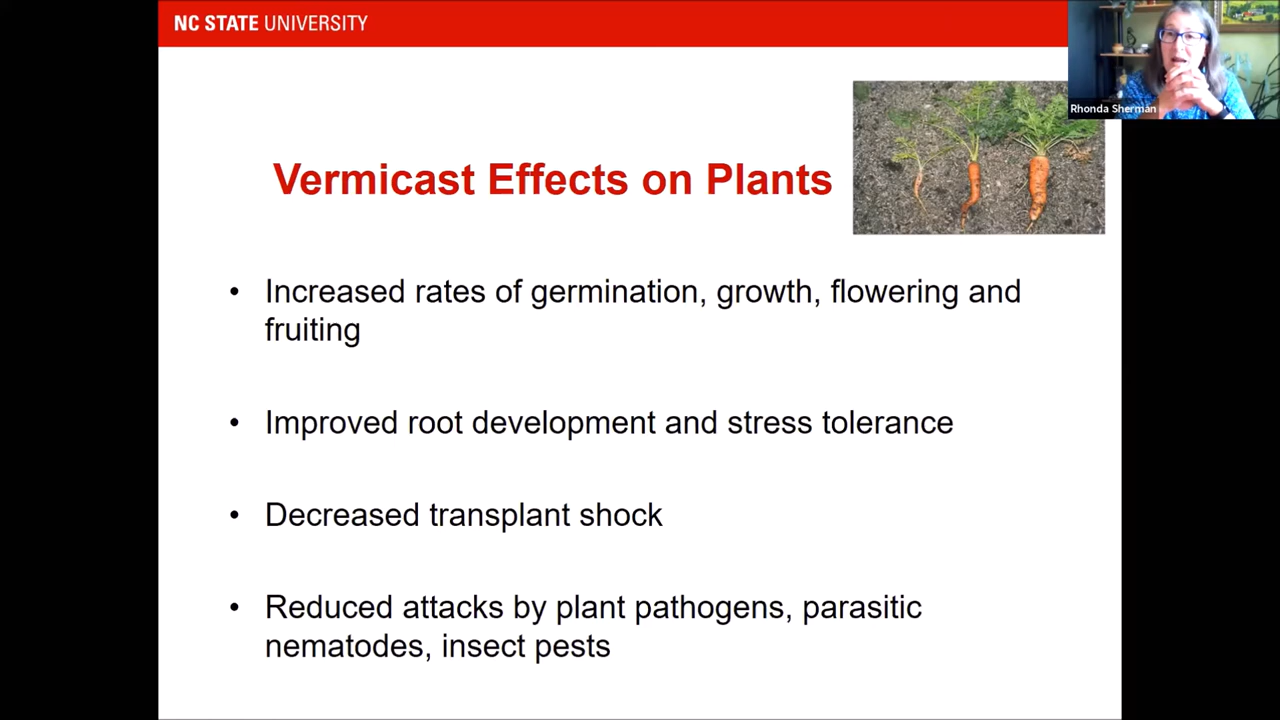 NC STATE UNIVERSITY
Rhonda Sherman
Vermicast Effects on Plants
• Increased rates of germination, growth, flowering and
fruiting
• Improved root development and stress tolerance
• Decreased transplant shock
• Reduced attacks by plant pathogens, parasitic
nematodes, insect pests